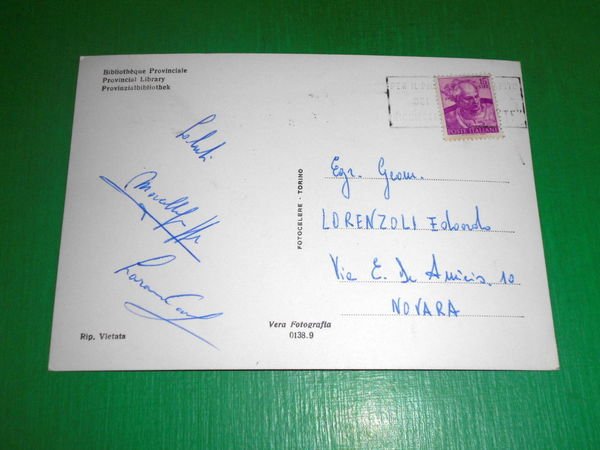 Bibliothèque Provinciale
Provincial Library
Provinzialbibliothek
Saluti
15
POSTE ITALIANE
FOTOCELERE - TORINO
Egr. Geom.
LORENZOLI Edoardo
Via E. De Amicis, 10
NOVARA
Vera Fotografia
0138.9
Rip. Vietata